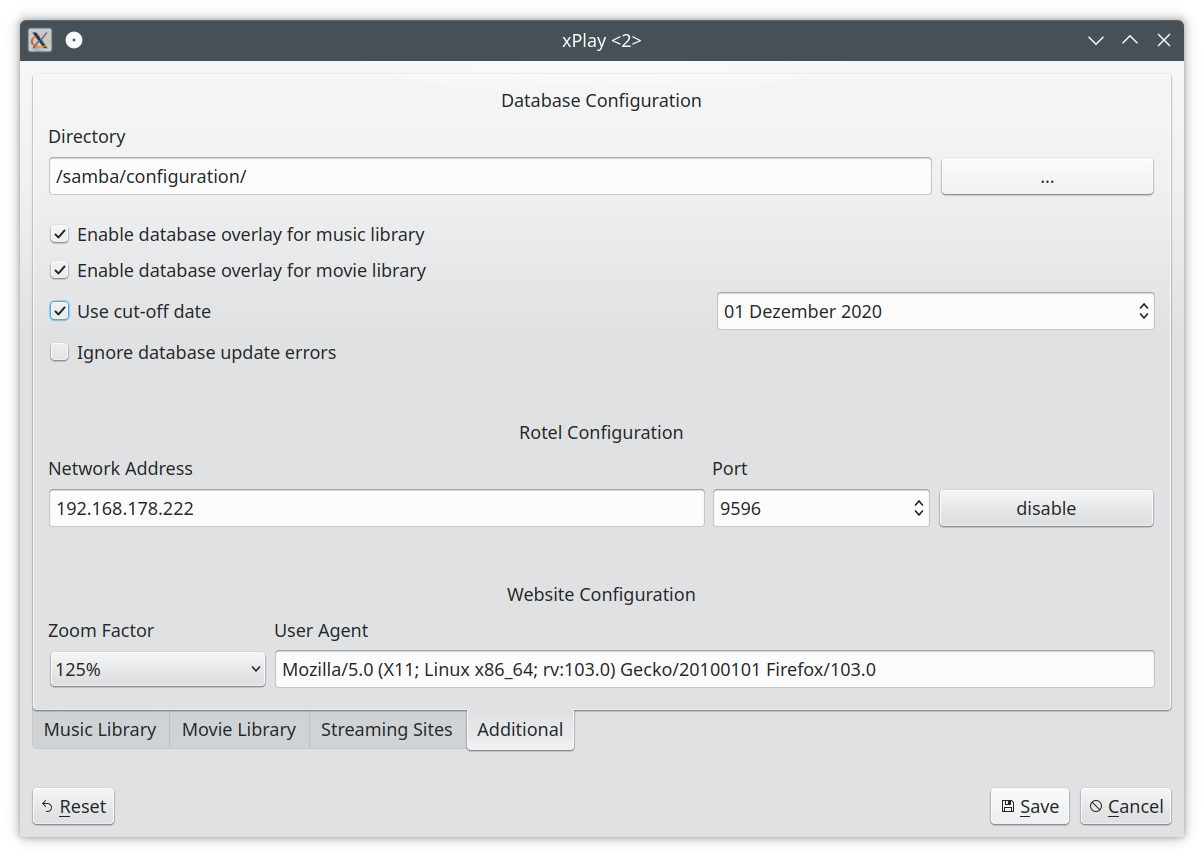 xPlay <2>
Database Configuration
Directory
/samba/configuration/
...
Enable database overlay for music library
Enable database overlay for movie library
Use cut-off date
01 Dezember 2020
Ignore database update errors
Rotel Configuration
Network Address
Port
192.168.178.222
9596
disable
Website Configuration
Zoom Factor
User Agent
125%
Mozilla/5.0 (X11; Linux x86_64; rv:103.0) Gecko/20100101 Firefox/103.0
Music Library
Movie Library
Streaming Sites
Additional
Reset
Save
Cancel